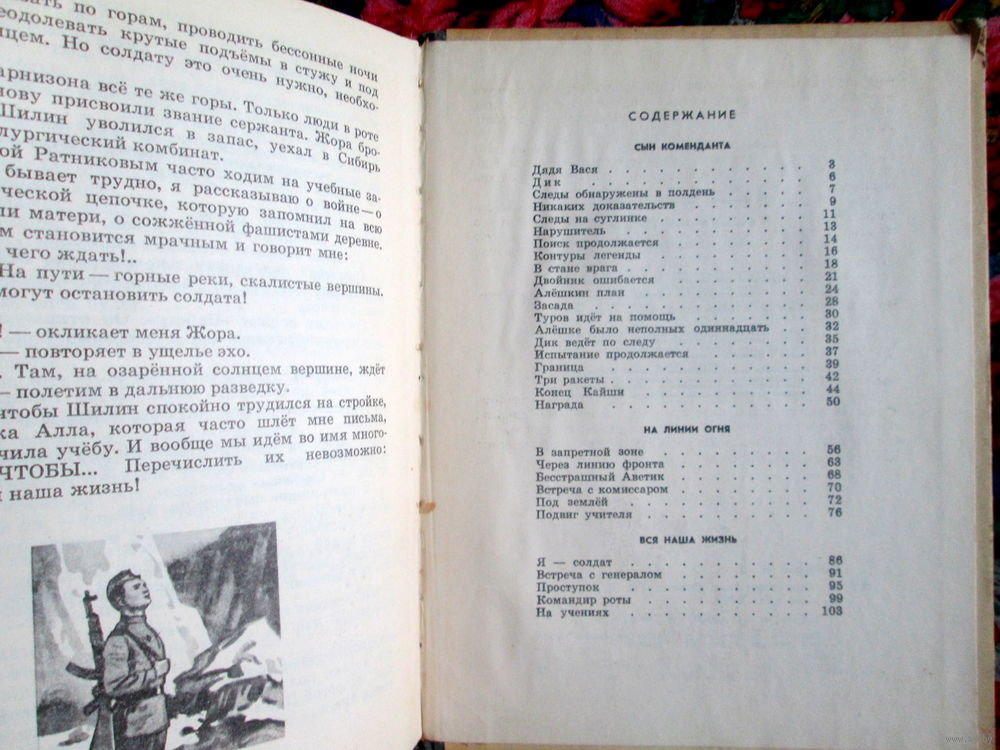 вать по горам, проводить бессонные ночи
еодолевать крутые подъёмы в стужу и под
цем. Но солдату это очень нужно, необхо-
арнизона всё те же горы. Только люди в роте
нову присвоили звание сержанта. Жора бро-
Шилин уволился в запас, уехал в Сибирь
лургический комбинат.
ой Ратниковым часто ходим на учебные за-
бывает трудно, я рассказываю о войне — о
ческой цепочке, которую запомнил на всю
ли матери, о сожжённой фашистами деревне.
м становится мрачным и говорит мне:
чего ждать!..
На пути — горные реки, скалистые вершины.
могут остановить солдата!
! — окликает меня Жора.
— повторяет в ущелье эхо.
. Там, на озарённой солнцем вершине, ждёт
— полетим в дальнюю разведку.
чтобы Шилин спокойно трудился на стройке,
ка Алла, которая часто шлёт мне письма,
чила учёбу. И вообще мы идём во имя много-
ЧТОБЫ... Перечислить их невозможно:
я наша жизнь!
СОДЕРЖАНИЕ
СЫН КОМЕНДАНТА
Дядя Вася . . . . . . . . . . 3
Дик . . . . . . . . . . 6
Следы обнаружены в полдень . . . . . 7
Никаких доказательств . . . . . . 9
Следы на суглинке . . . . . . . 11
Нарушитель . . . . . . . . . 13
Поиск продолжается . . . . . . . 14
Контуры легенды . . . . . . . 16
В стане врага . . . . . . . . . 18
Двойник ошибается . . . . . . . 21
Алёшкин план . . . . . . . . 24
Засада . . . . . . . . . . 28
Туров идёт на помощь . . . . . . 30
Алёшке было неполных одиннадцать . . 32
Дик ведёт по следу . . . . . . . 35
Испытание продолжается . . . . . 37
Граница . . . . . . . . . . 39
Три ракеты . . . . . . . . . 42
Конец Кайши . . . . . . . . 44
Награда . . . . . . . . . . 50
НА ЛИНИИ ОГНЯ
В запретной зоне . . . . . . . 56
Через линию фронта . . . . . . 63
Бесстрашный Аветик . . . . . . 68
Встреча с комиссаром . . . . . . 70
Под землёй . . . . . . . . 72
Подвиг учителя . . . . . . . . 76
ВСЯ НАША ЖИЗНЬ
Я — солдат . . . . . . . . . 86
Встреча с генералом . . . . . . 91
Проступок . . . . . . . . . 95
Командир роты . . . . . . . . 99
На учениях . . . . . . . . . 103